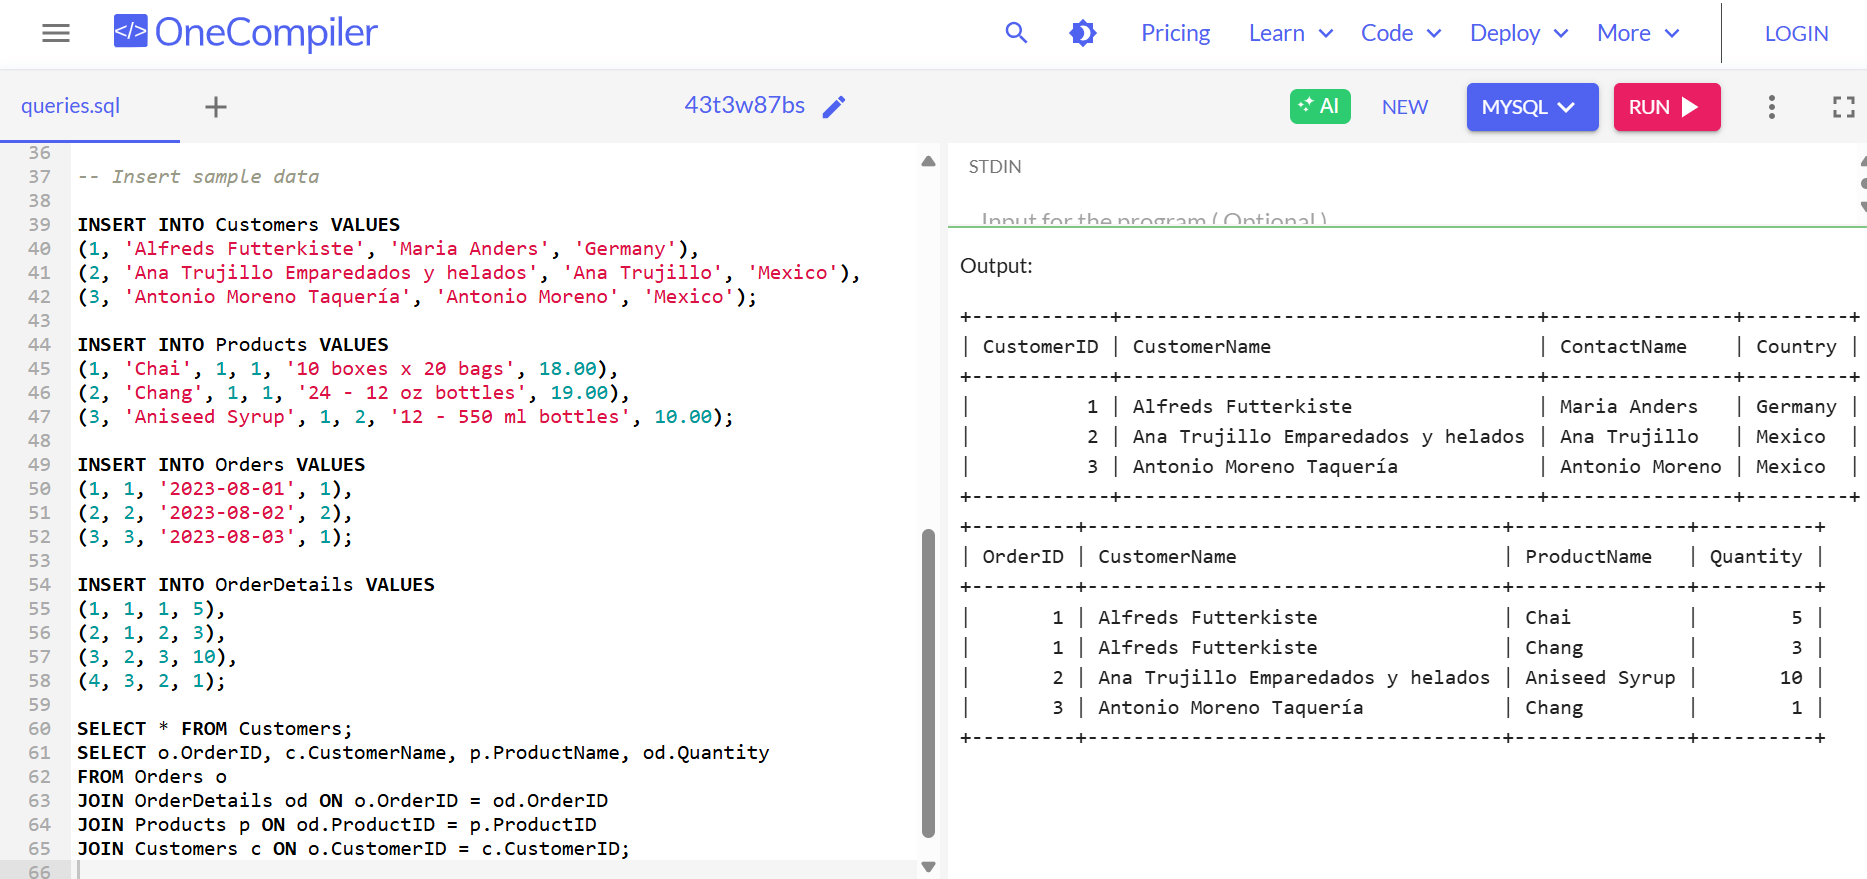 </> OneCompiler
Pricing Learn Code Deploy More LOGIN
queries.sql + 43t3w87bs AI NEW MYSQL RUN
36
37 -- Insert sample data
38
39 INSERT INTO Customers VALUES
40 (1, 'Alfreds Futterkiste', 'Maria Anders', 'Germany'),
41 (2, 'Ana Trujillo Emparedados y helados', 'Ana Trujillo', 'Mexico'),
42 (3, 'Antonio Moreno Taquería', 'Antonio Moreno', 'Mexico');
43
44 INSERT INTO Products VALUES
45 (1, 'Chai', 1, 1, '10 boxes x 20 bags', 18.00),
46 (2, 'Chang', 1, 1, '24 - 12 oz bottles', 19.00),
47 (3, 'Aniseed Syrup', 1, 2, '12 - 550 ml bottles', 10.00);
48
49 INSERT INTO Orders VALUES
50 (1, 1, '2023-08-01', 1),
51 (2, 2, '2023-08-02', 2),
52 (3, 3, '2023-08-03', 1);
53
54 INSERT INTO OrderDetails VALUES
55 (1, 1, 1, 5),
56 (2, 1, 2, 3),
57 (3, 2, 3, 10),
58 (4, 3, 2, 1);
59
60 SELECT * FROM Customers;
61 SELECT o.OrderID, c.CustomerName, p.ProductName, od.Quantity
62 FROM Orders o
63 JOIN OrderDetails od ON o.OrderID = od.OrderID
64 JOIN Products p ON od.ProductID = p.ProductID
65 JOIN Customers c ON o.CustomerID = c.CustomerID;
66
STDIN
Input for the program ( Optional )
Output:
+------------+------------------------------------+----------------+---------+
| CustomerID | CustomerName                       | ContactName    | Country |
+------------+------------------------------------+----------------+---------+
|          1 | Alfreds Futterkiste                | Maria Anders   | Germany |
|          2 | Ana Trujillo Emparedados y helados | Ana Trujillo   | Mexico  |
|          3 | Antonio Moreno Taquería            | Antonio Moreno | Mexico  |
+------------+------------------------------------+----------------+---------+
+---------+------------------------------------+---------------+----------+
| OrderID | CustomerName                       | ProductName   | Quantity |
+---------+------------------------------------+---------------+----------+
|       1 | Alfreds Futterkiste                | Chai          |        5 |
|       1 | Alfreds Futterkiste                | Chang         |        3 |
|       2 | Ana Trujillo Emparedados y helados | Aniseed Syrup |       10 |
|       3 | Antonio Moreno Taquería            | Chang         |        1 |
+---------+------------------------------------+---------------+----------+